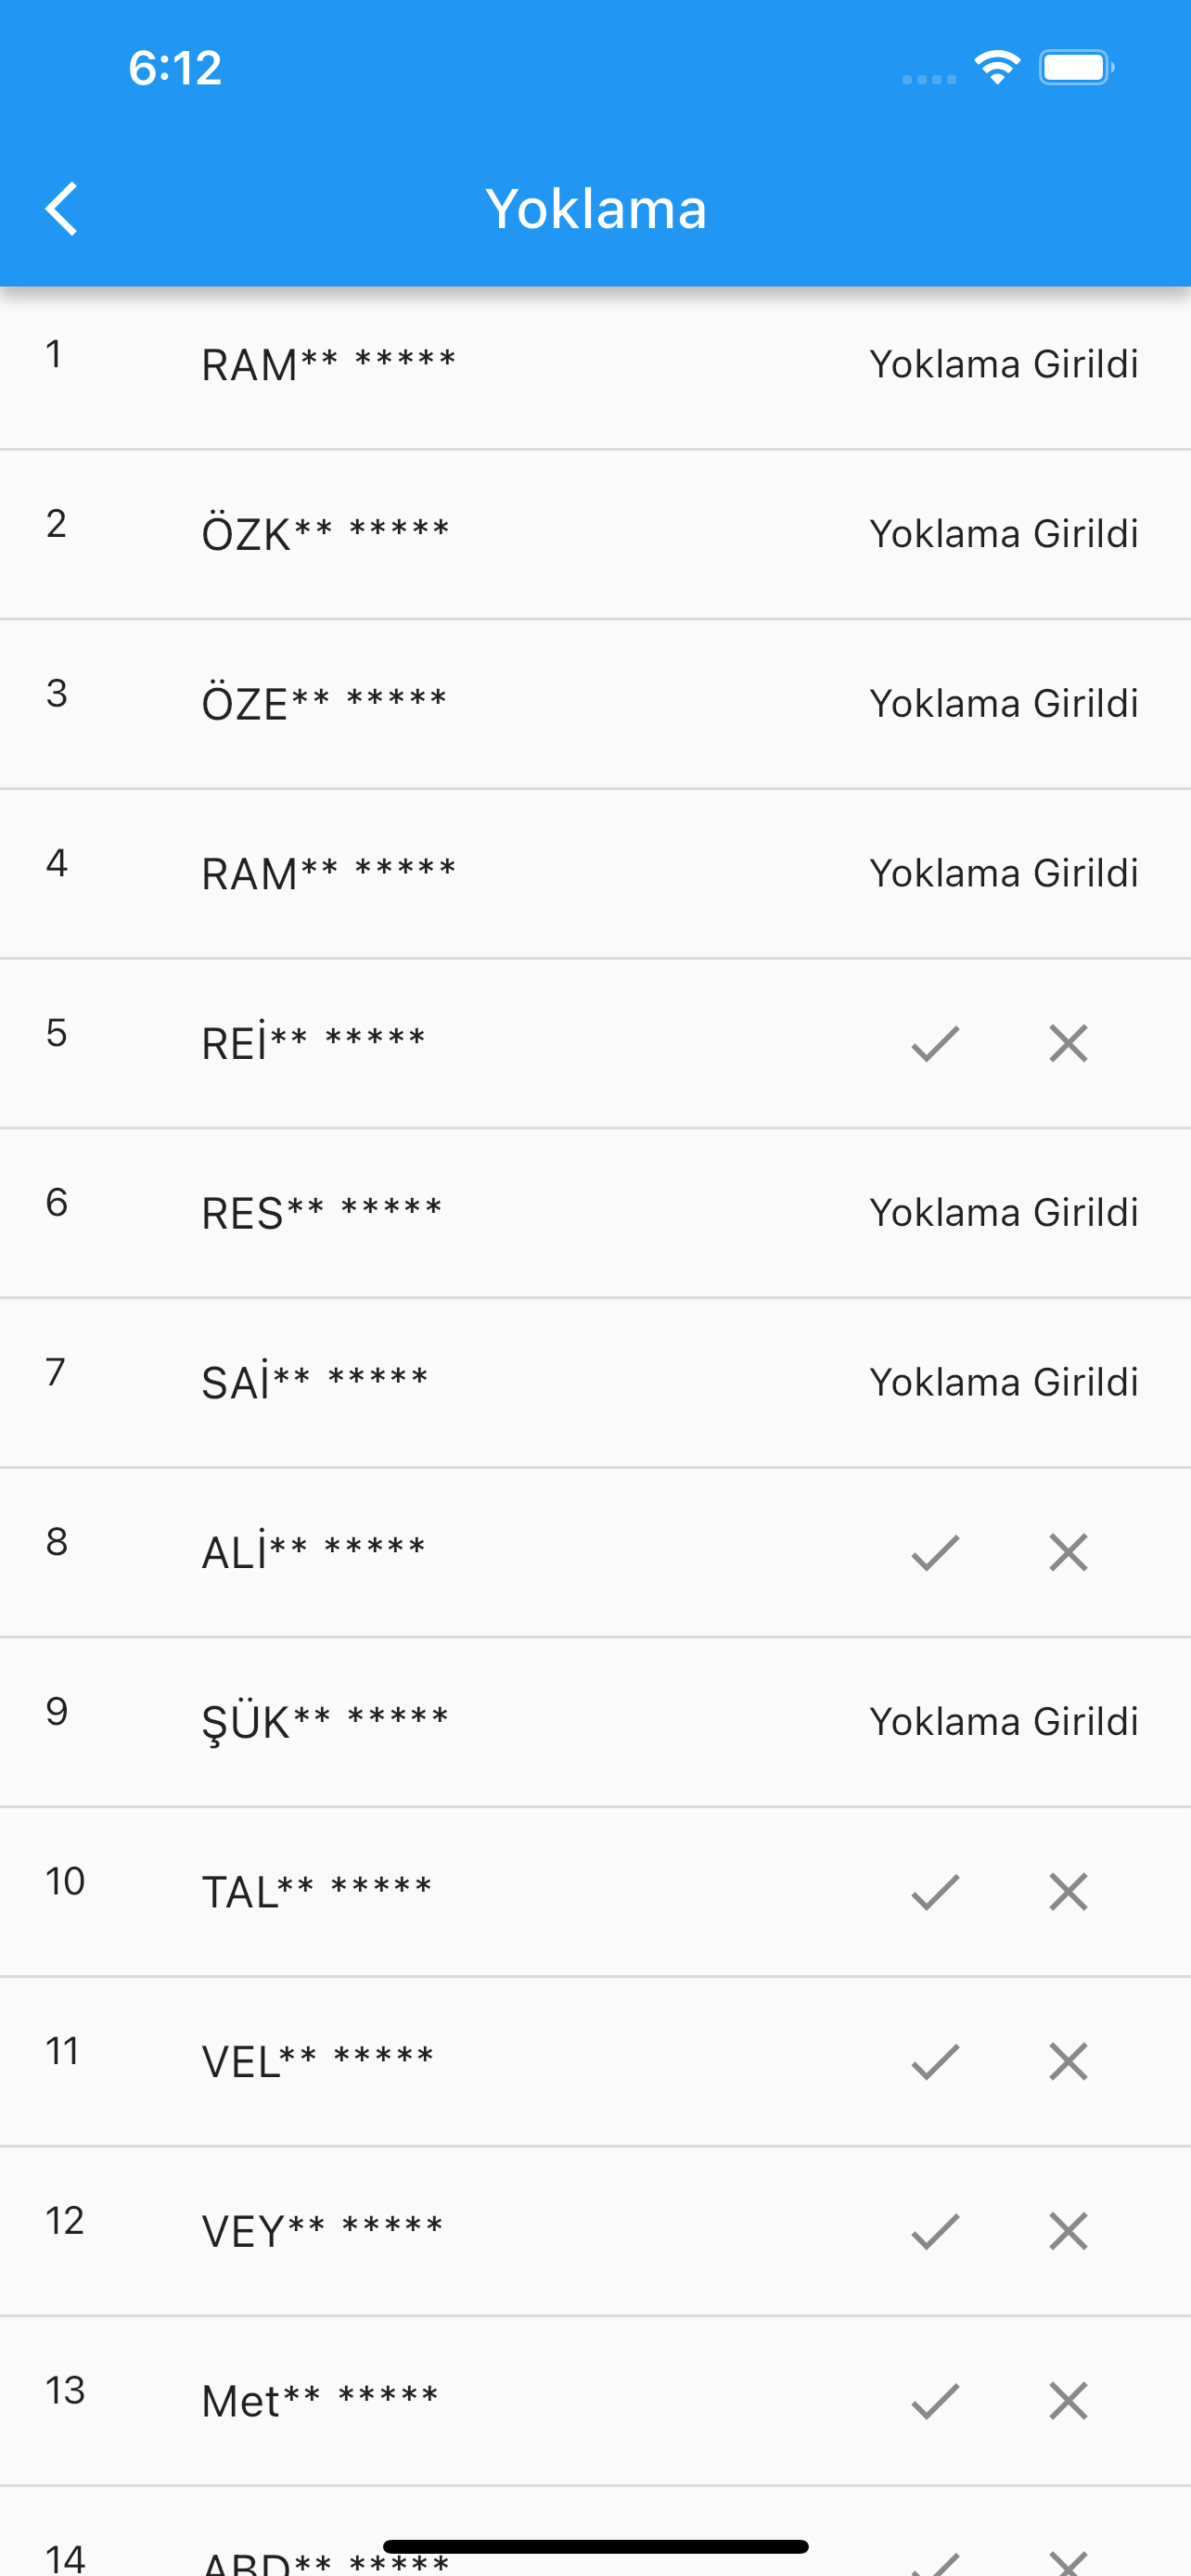 6:12
Yoklama
1 RAM** ***** Yoklama Girildi
2 ÖZK** ***** Yoklama Girildi
3 ÖZE** ***** Yoklama Girildi
4 RAM** ***** Yoklama Girildi
5 REİ** *****
6 RES** ***** Yoklama Girildi
7 SAİ** ***** Yoklama Girildi
8 ALİ** *****
9 ŞÜK** ***** Yoklama Girildi
10 TAL** *****
11 VEL** *****
12 VEY** *****
13 Met** *****
14 ABD** *****